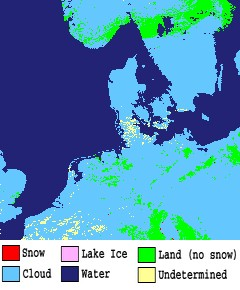 Snow Lake Ice Land (no snow)
Cloud Water Undetermined